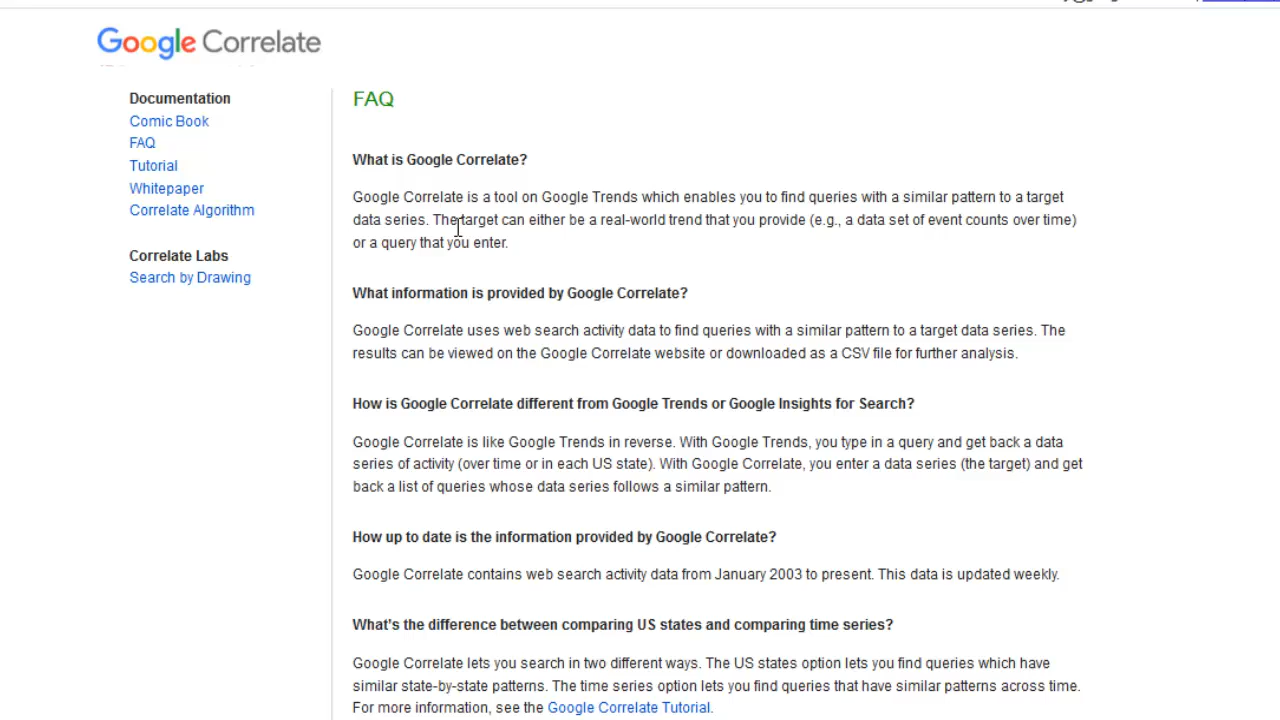 Google Correlate
Documentation
Comic Book
FAQ
Tutorial
Whitepaper
Correlate Algorithm
Correlate Labs
Search by Drawing
FAQ
What is Google Correlate?
Google Correlate is a tool on Google Trends which enables you to find queries with a similar pattern to a target
data series. The target can either be a real-world trend that you provide (e.g., a data set of event counts over time)
or a query that you enter.
What information is provided by Google Correlate?
Google Correlate uses web search activity data to find queries with a similar pattern to a target data series. The
results can be viewed on the Google Correlate website or downloaded as a CSV file for further analysis.
How is Google Correlate different from Google Trends or Google Insights for Search?
Google Correlate is like Google Trends in reverse. With Google Trends, you type in a query and get back a data
series of activity (over time or in each US state). With Google Correlate, you enter a data series (the target) and get
back a list of queries whose data series follows a similar pattern.
How up to date is the information provided by Google Correlate?
Google Correlate contains web search activity data from January 2003 to present. This data is updated weekly.
What's the difference between comparing US states and comparing time series?
Google Correlate lets you search in two different ways. The US states option lets you find queries which have
similar state-by-state patterns. The time series option lets you find queries that have similar patterns across time.
For more information, see the Google Correlate Tutorial.